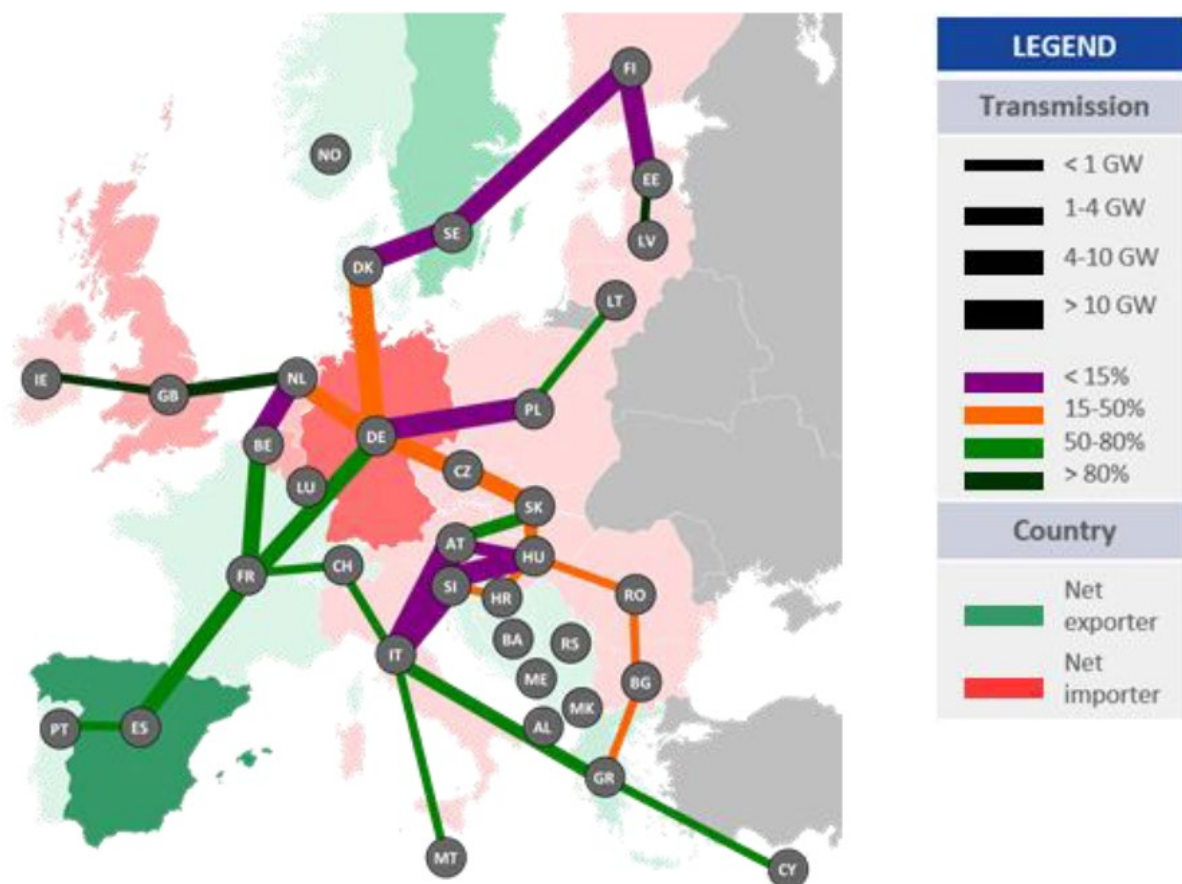 LEGEND
Transmission
< 1 GW
1-4 GW
4-10 GW
> 10 GW
< 15%
15-50%
50-80%
> 80%
Country
Net
exporter
Net
importer
FI
NO
EE
SE
LV
DK
LT
IE
GB
NL
PL
BE
DE
LU
CZ
SK
AT
HU
FR
CH
SI
HR
RO
BA
RS
IT
ME
BG
MK
PT
ES
AL
GR
MT
CY